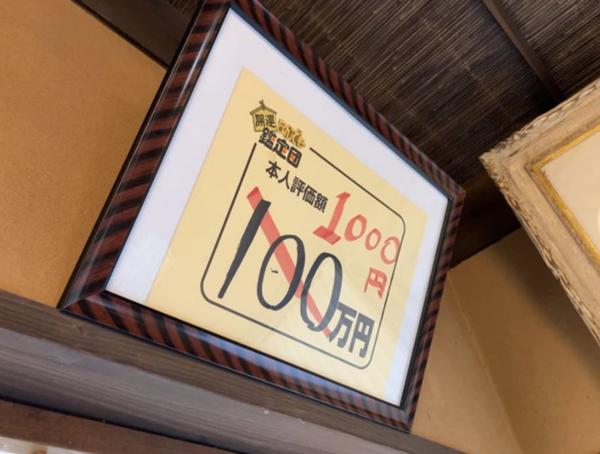 開運
なんでも
鑑定団
本人評価額
1000
円
100万円